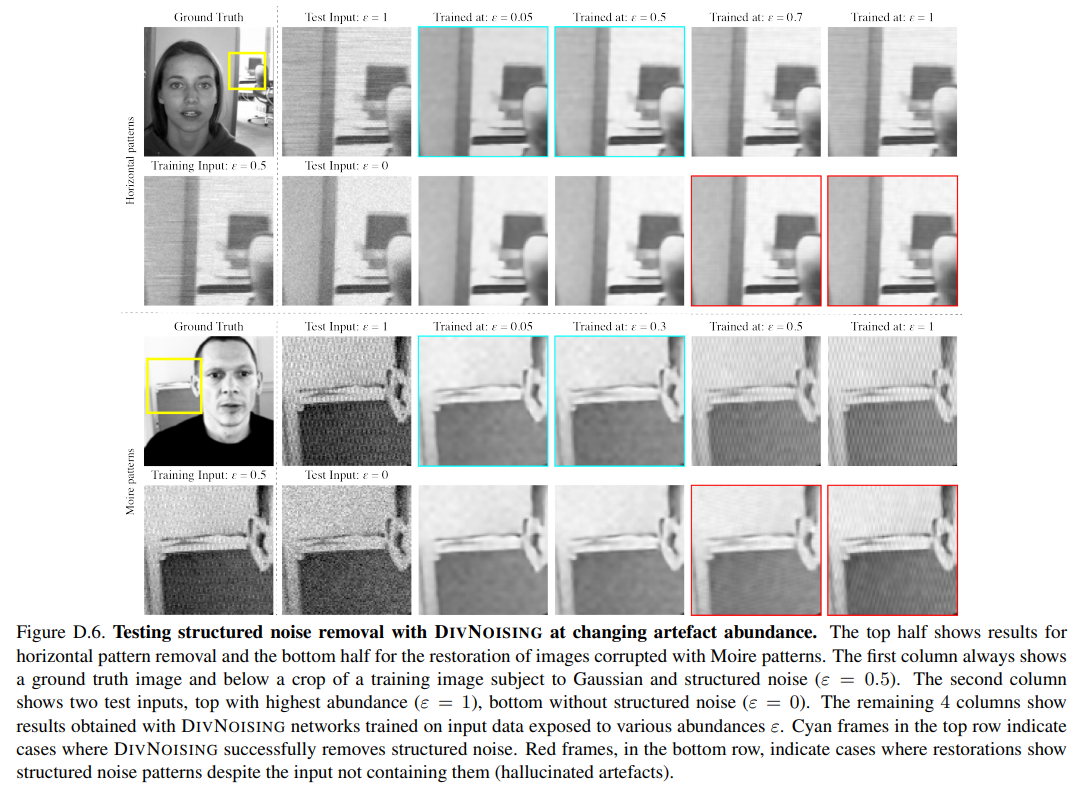 Ground Truth
Test Input: ε = 1
Trained at: ε = 0.05
Trained at: ε = 0.5
Trained at: ε = 0.7
Trained at: ε = 1
Horizontal patterns
Training Input: ε = 0.5
Test Input: ε = 0
Ground Truth
Test Input: ε = 1
Trained at: ε = 0.05
Trained at: ε = 0.3
Trained at: ε = 0.5
Trained at: ε = 1
Moire patterns
Training Input: ε = 0.5
Test Input: ε = 0
Figure D.6. Testing structured noise removal with DIVNOISING at changing artefact abundance. The top half shows results for
horizontal pattern removal and the bottom half for the restoration of images corrupted with Moire patterns. The first column always shows
a ground truth image and below a crop of a training image subject to Gaussian and structured noise (ε = 0.5). The second column
shows two test inputs, top with highest abundance (ε = 1), bottom without structured noise (ε = 0). The remaining 4 columns show
results obtained with DIVNOISING networks trained on input data exposed to various abundances ε. Cyan frames in the top row indicate
cases where DIVNOISING successfully removes structured noise. Red frames, in the bottom row, indicate cases where restorations show
structured noise patterns despite the input not containing them (hallucinated artefacts).